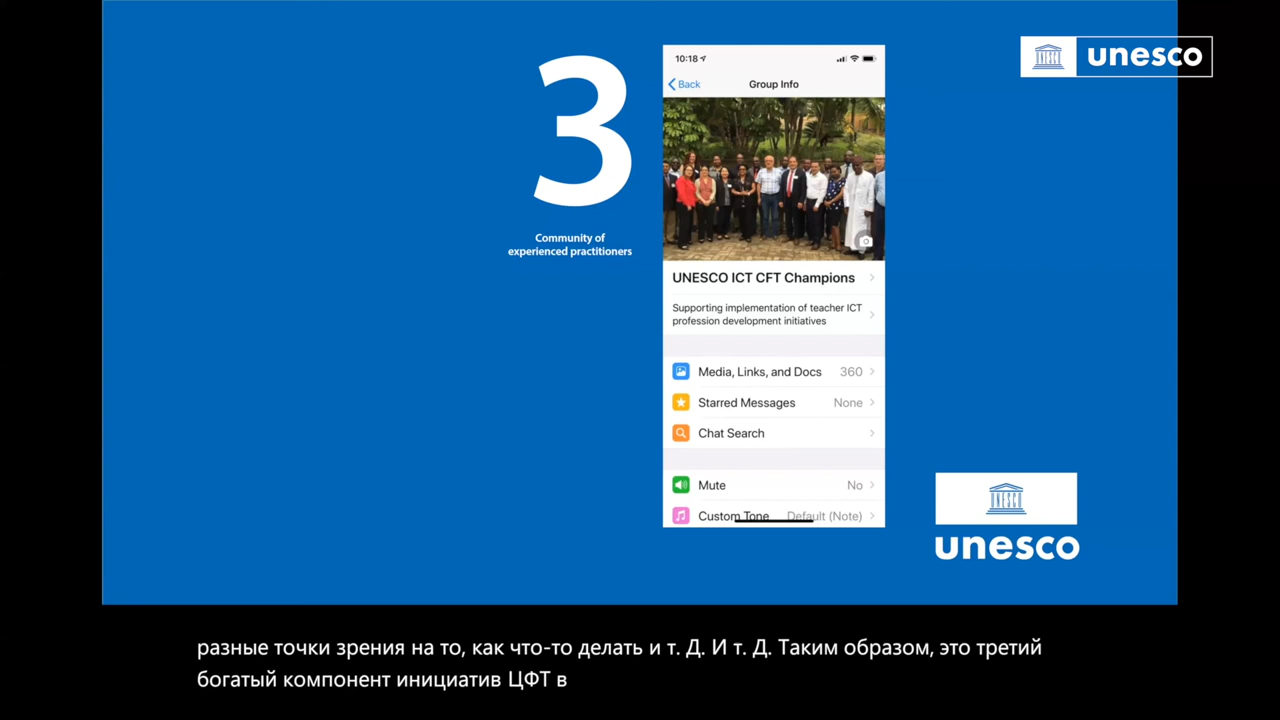 3
Community of
experienced practitioners
10:18
Back
Group Info
UNESCO ICT CFT Champions
Supporting implementation of teacher ICT
profession development initiatives
Media, Links, and Docs 360
Starred Messages None
Chat Search
Mute No
Custom Tone Default (Note)
unesco
UNESCO
unesco
разные точки зрения на то, как что-то делать и т. Д. И т. Д. Таким образом, это третий
богатый компонент инициатив ЦФТ в